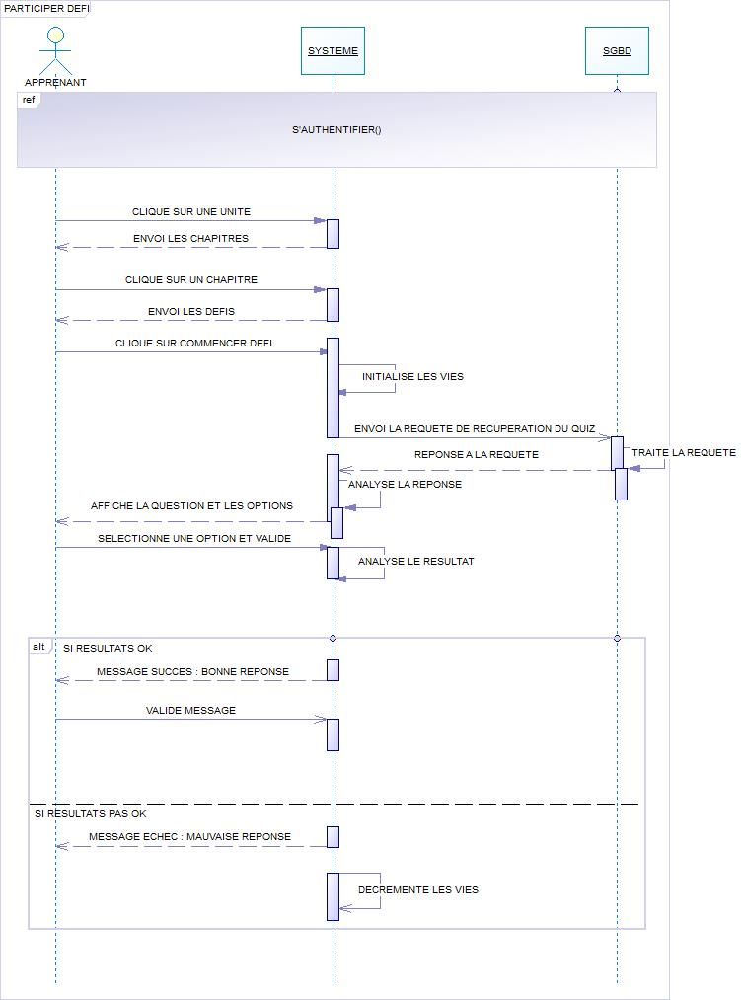 PARTICIPER DEFI
APPRENANT
SYSTEME
SGBD
ref
S'AUTHENTIFIER()
CLIQUE SUR UNE UNITE
ENVOI LES CHAPITRES
CLIQUE SUR UN CHAPITRE
ENVOI LES DEFIS
CLIQUE SUR COMMENCER DEFI
INITIALISE LES VIES
ENVOI LA REQUETE DE RECUPERATION DU QUIZ
TRAITE LA REQUETE
REPONSE A LA REQUETE
ANALYSE LA REPONSE
AFFICHE LA QUESTION ET LES OPTIONS
SELECTIONNE UNE OPTION ET VALIDE
ANALYSE LE RESULTAT
alt
SI RESULTATS OK
MESSAGE SUCCES : BONNE REPONSE
VALIDE MESSAGE
SI RESULTATS PAS OK
MESSAGE ECHEC : MAUVAISE REPONSE
DECREMENTE LES VIES